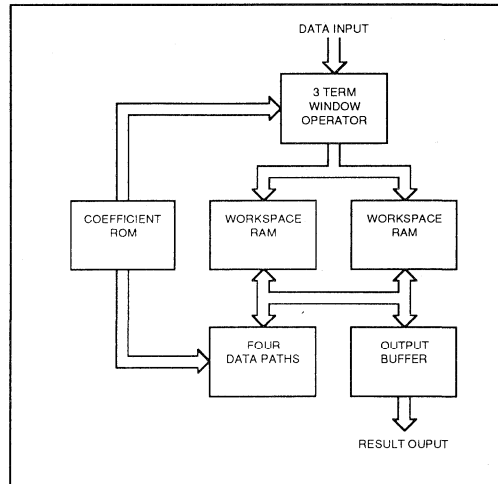 DATA INPUT
3 TERM
WINDOW
OPERATOR
COEFFICIENT
ROM
WORKSPACE
RAM
WORKSPACE
RAM
FOUR
DATA PATHS
OUTPUT
BUFFER
RESULT OUPUT